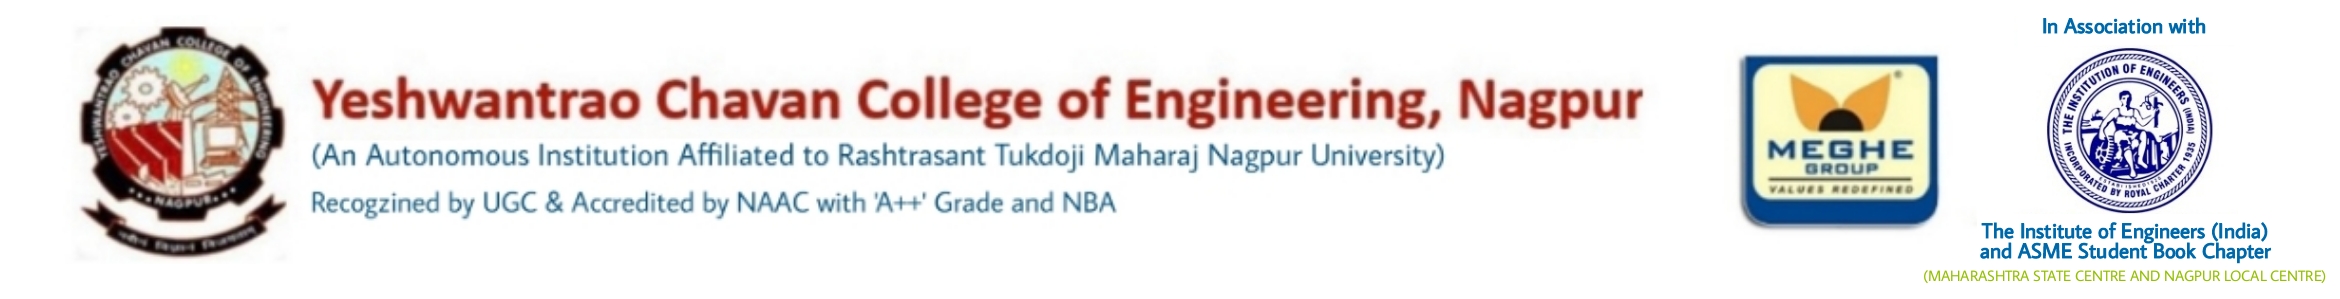 YESHWANTRAO CHAVAN COLLEGE OF ENGINEERING
NAGPUR
Yeshwantrao Chavan College of Engineering, Nagpur
(An Autonomous Institution Affiliated to Rashtrasant Tukdoji Maharaj Nagpur University)
Recogzined by UGC & Accredited by NAAC with 'A++' Grade and NBA
MEGHE
GROUP
VALUES REDEFINED
In Association with
THE INSTITUTION OF ENGINEERS (INDIA)
ESTABLISHED 1920
INCORPORATED BY ROYAL CHARTER 1935
The Institute of Engineers (India)
and ASME Student Book Chapter
(MAHARASHTRA STATE CENTRE AND NAGPUR LOCAL CENTRE)